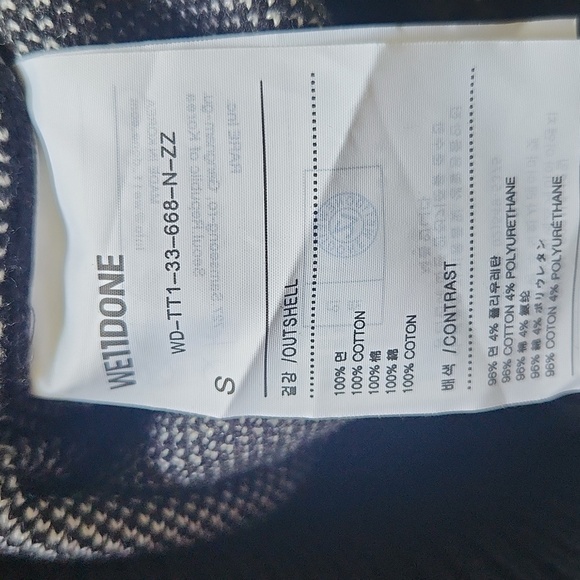 WE11DONE
WD-TT1-33-668-N-ZZ
S
겉감 /OUTSHELL
100% 면
100% COTTON
100% 棉
100% 綿
100% COTON
배색 /CONTRAST
96% 면 4% 폴리우레탄
96% COTTON 4% POLYURETHANE
96% 棉 4% 氨纶
96% 綿 4% ポリウレタン
96% COTON 4% POLYURÉTHANE